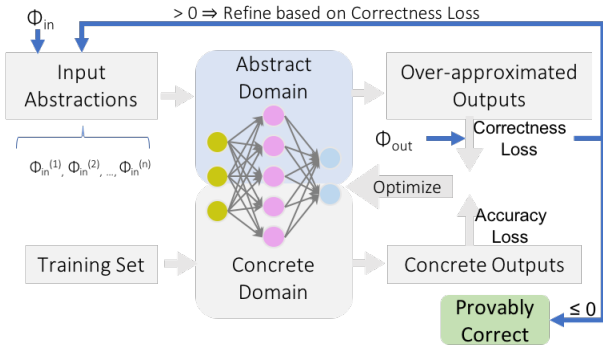 Φin
> 0 ⇒ Refine based on Correctness Loss
Input
Abstractions
Abstract
Domain
Over-approximated
Outputs
Φin(1), Φin(2), ..., Φin(n)
Φout
Correctness
Loss
Optimize
Accuracy
Loss
Training Set
Concrete
Domain
Concrete Outputs
≤ 0
Provably
Correct